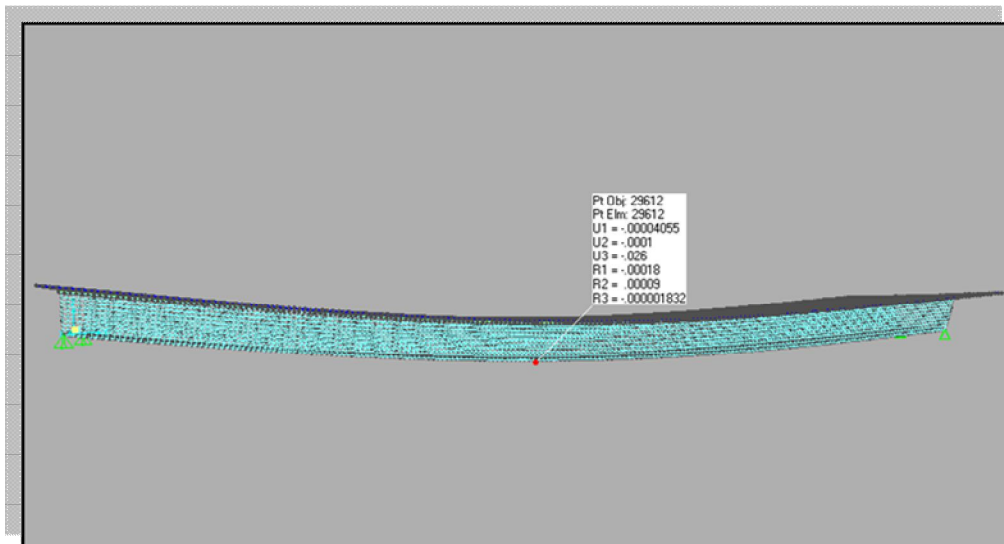 Pt Obj: 29612
Pt Elm: 29612
U1 = -.00004055
U2 = -.0001
U3 = -.026
R1 = -.00018
R2 = .00009
R3 = -.000001832